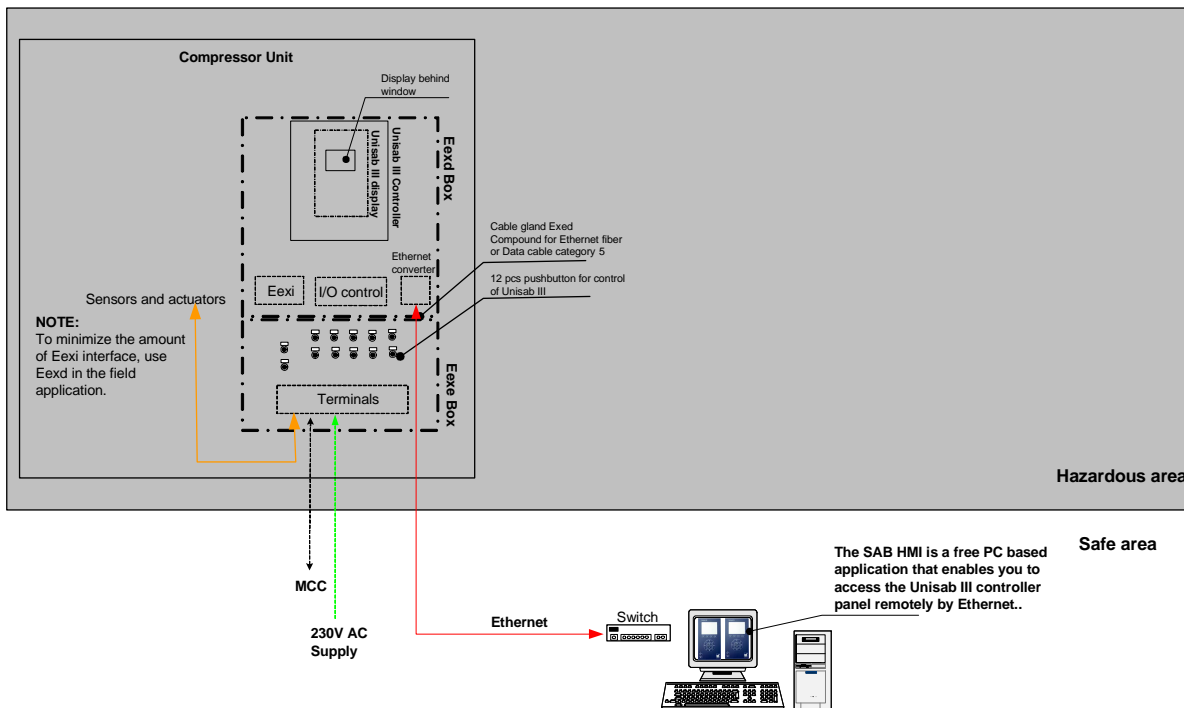 Compressor Unit
Display behind
window
Unisab III display
Unisab III Controller
Eexd Box
Cable gland Exed
Compound for Ethernet fiber
or Data cable category 5
Ethernet
converter
12 pcs pushbutton for control
of Unisab III
Eexi
I/O control
Sensors and actuators
NOTE:
To minimize the amount
of Eexi interface, use
Eexd in the field
application.
Terminals
Eexe Box
Hazardous area
Safe area
The SAB HMI is a free PC based
application that enables you to
access the Unisab III controller
panel remotely by Ethernet..
MCC
230V AC
Supply
Ethernet
Switch